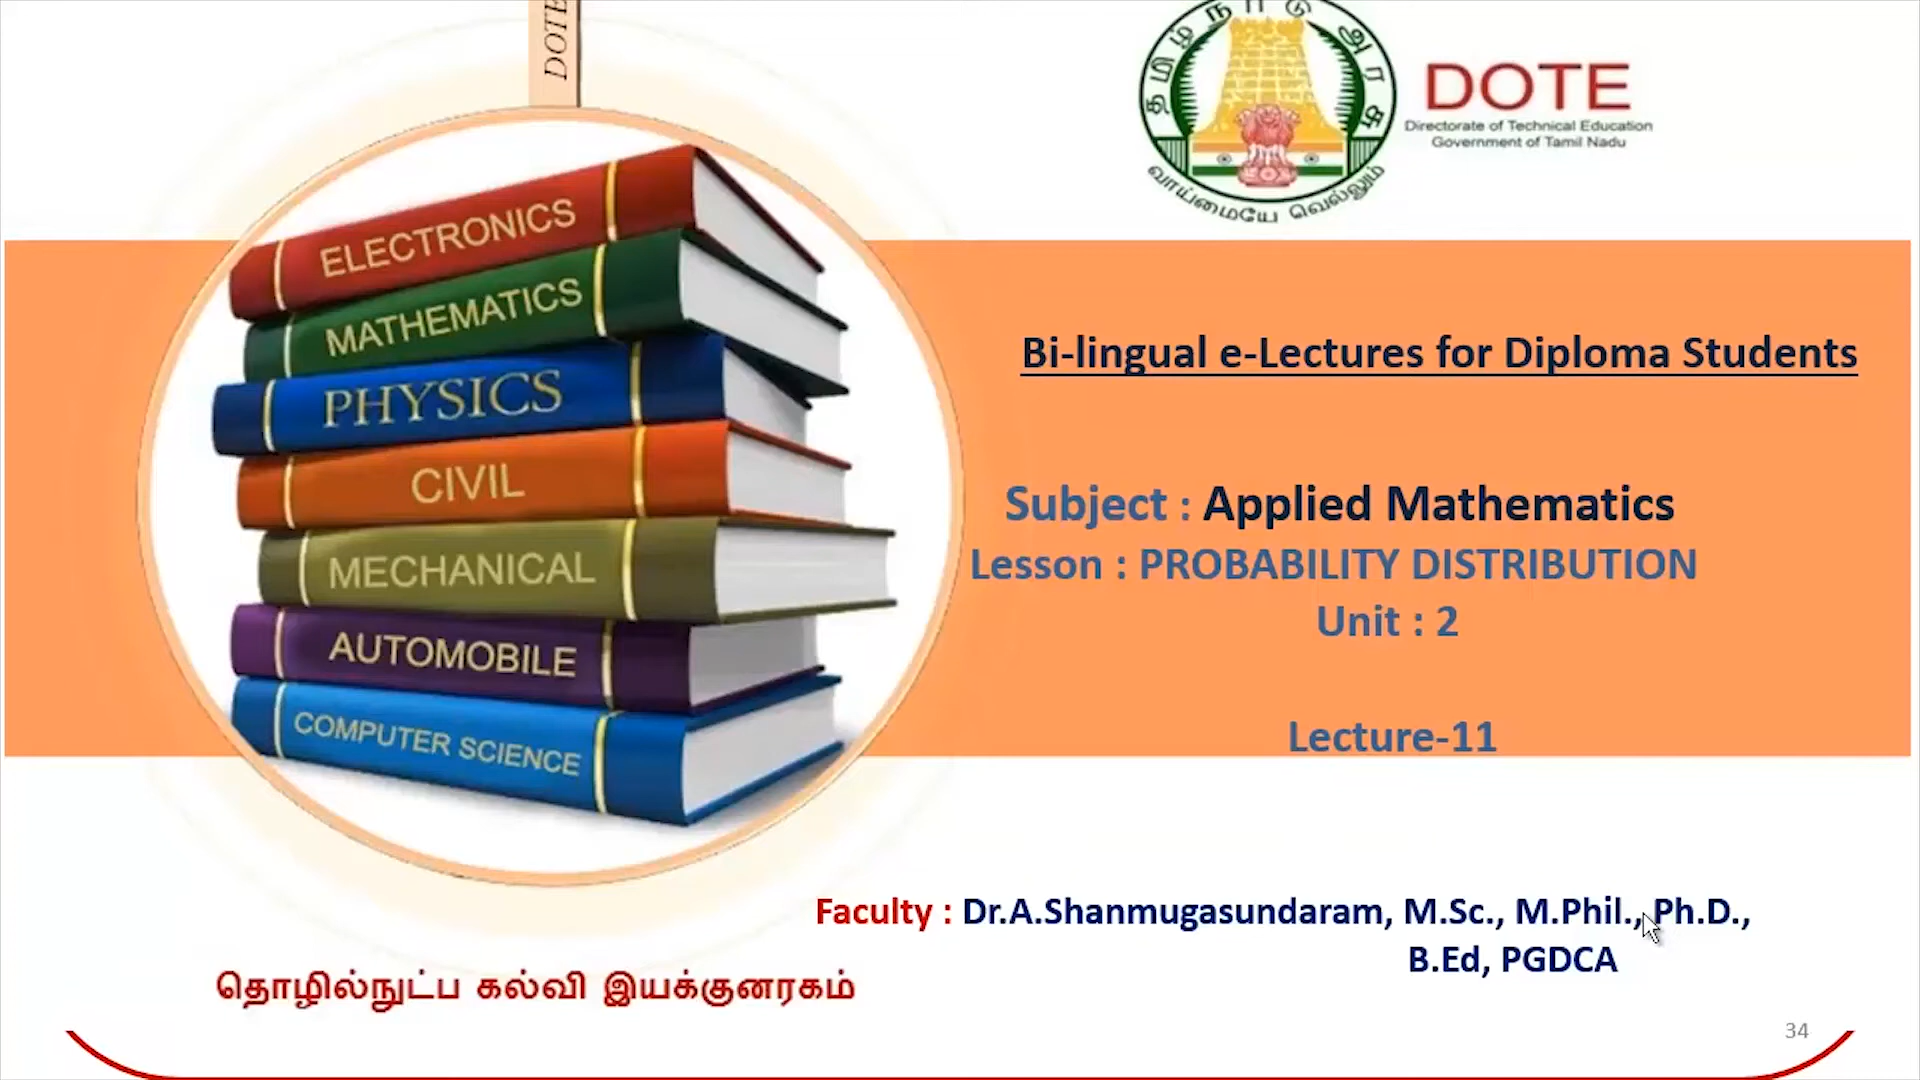 DOTE
தமிழ்நாடு அரசு
வாய்மையே வெல்லும்
DOTE
Directorate of Technical Education
Government of Tamil Nadu
ELECTRONICS
MATHEMATICS
PHYSICS
CIVIL
MECHANICAL
AUTOMOBILE
COMPUTER SCIENCE
Bi-lingual e-Lectures for Diploma Students
Subject : Applied Mathematics
Lesson : PROBABILITY DISTRIBUTION
Unit : 2
Lecture-11
Faculty : Dr.A.Shanmugasundaram, M.Sc., M.Phil., Ph.D.,
B.Ed, PGDCA
தொழில்நுட்ப கல்வி இயக்குனரகம்
34